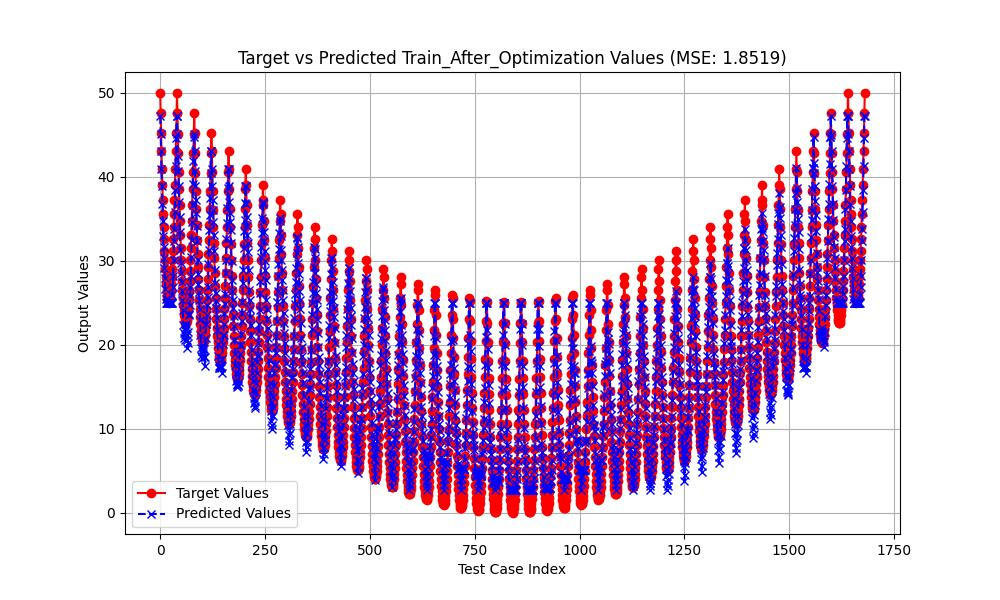 Target vs Predicted Train_After_Optimization Values (MSE: 1.8519)
50
40
30
20
10
0
Output Values
Target Values
Predicted Values
0
250
500
750
1000
1250
1500
1750
Test Case Index